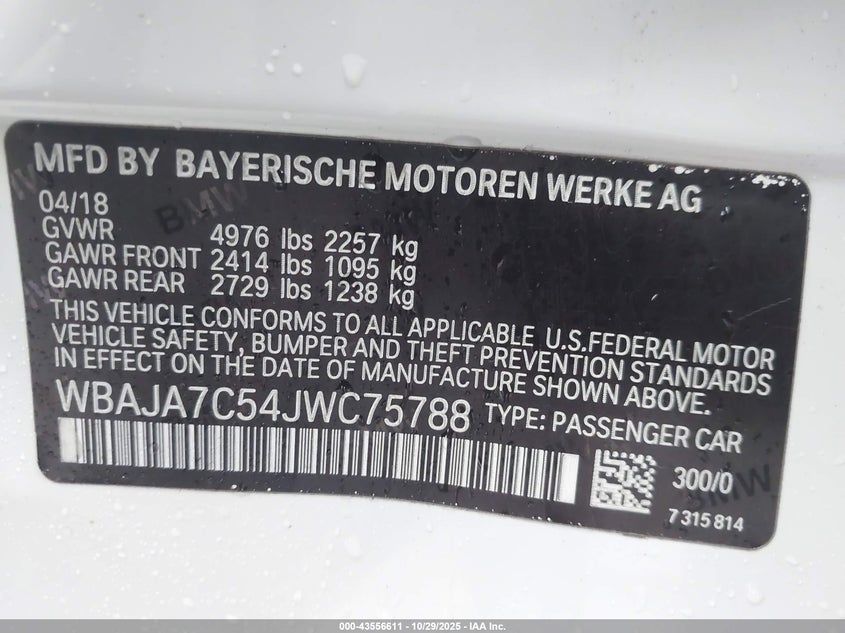 MFD BY BAYERISCHE MOTOREN WERKE AG
04/18
GVWR 4976 lbs 2257 kg
GAWR FRONT 2414 lbs 1095 kg
GAWR REAR 2729 lbs 1238 kg
THIS VEHICLE CONFORMS TO ALL APPLICABLE U.S.FEDERAL MOTOR
VEHICLE SAFETY, BUMPER AND THEFT PREVENTION STANDARDS
IN EFFECT ON THE DATE OF MANUFACTURE SHOWN ABOVE.
WBAJA7C54JWC75788 TYPE: PASSENGER CAR
300/0
7 315 814
BMW
BMW
000-43556611 - 10/29/2025 - IAA Inc.